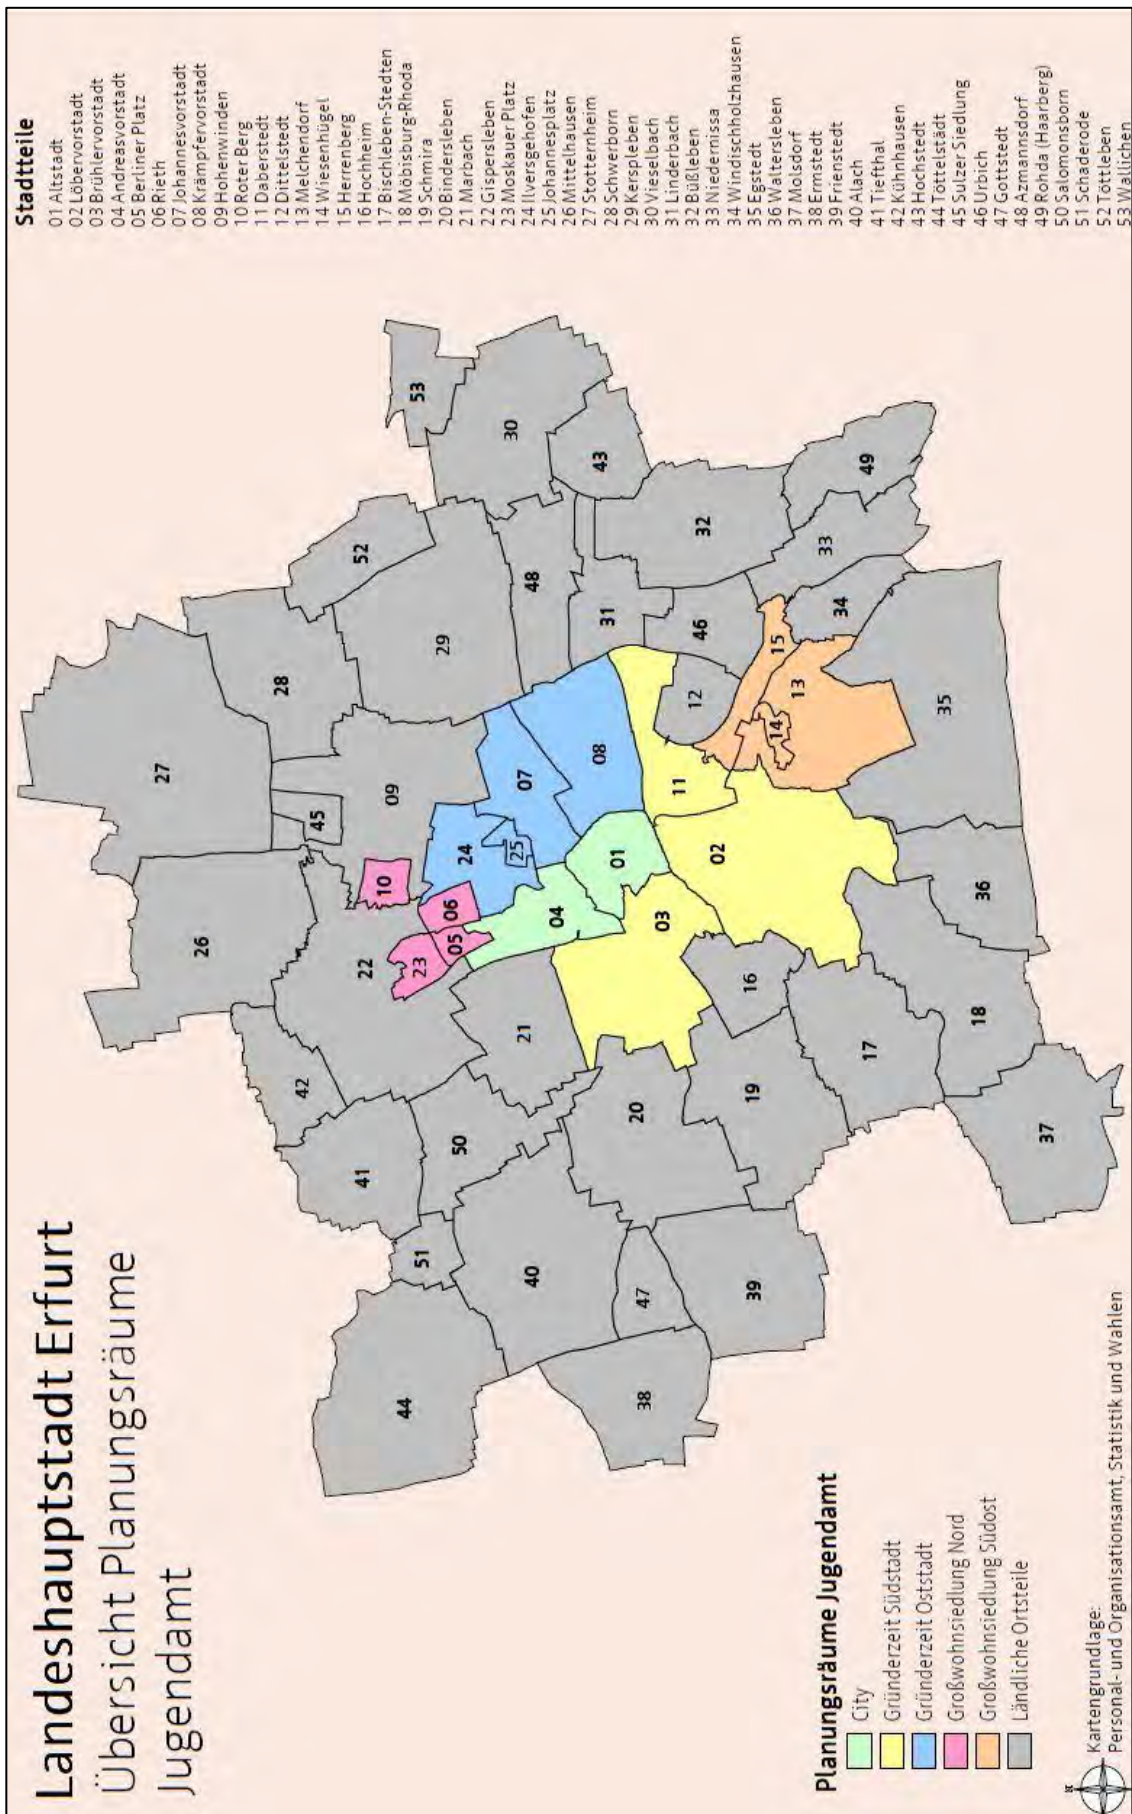 Landeshauptstadt Erfurt
Übersicht Planungsräume
Jugendamt
27
26
28
42
45
52
41
22
10
09
44
53
23
51
29
06
05
50
24
30
25
07
21
40
48
04
08
43
31
01
20
47
38
03
11
12
46
32
02
16
19
39
14
15
13
33
34
49
17
35
18
36
37
Stadtteile
01 Altstadt
02 Löbervorstadt
03 Brühlervorstadt
04 Andreasvorstadt
05 Berliner Platz
06 Rieth
07 Johannesvorstadt
08 Krämpfervorstadt
09 Hohenwinden
10 Roter Berg
11 Daberstedt
12 Dittelstedt
13 Melchendorf
14 Wiesenhügel
15 Herrenberg
16 Hochheim
17 Bischleben-Stedten
18 Möbisburg-Rhoda
19 Schmira
20 Bindersleben
21 Marbach
22 Gispersleben
23 Moskauer Platz
24 Ilversgehofen
25 Johannesplatz
26 Mittelhausen
27 Stotternheim
28 Schwerborn
29 Kerspleben
30 Vieselbach
31 Linderbach
32 Büßleben
33 Niedernissa
34 Windischholzhausen
35 Egstedt
36 Waltersleben
37 Molsdorf
38 Ermstedt
39 Frienstedt
40 Alach
41 Tiefthal
42 Kühnhausen
43 Hochstedt
44 Töttelstädt
45 Sulzer Siedlung
46 Urbich
47 Gottstedt
48 Azmannsdorf
49 Rohda (Haarberg)
50 Salomonsborn
51 Schaderode
52 Töttleben
53 Wallichen
Planungsräume Jugendamt
City
Gründerzeit Südstadt
Gründerzeit Oststadt
Großwohnsiedlung Nord
Großwohnsiedlung Südost
Ländliche Ortsteile
N
Kartengrundlage:
Personal- und Organisationsamt, Statistik und Wahlen